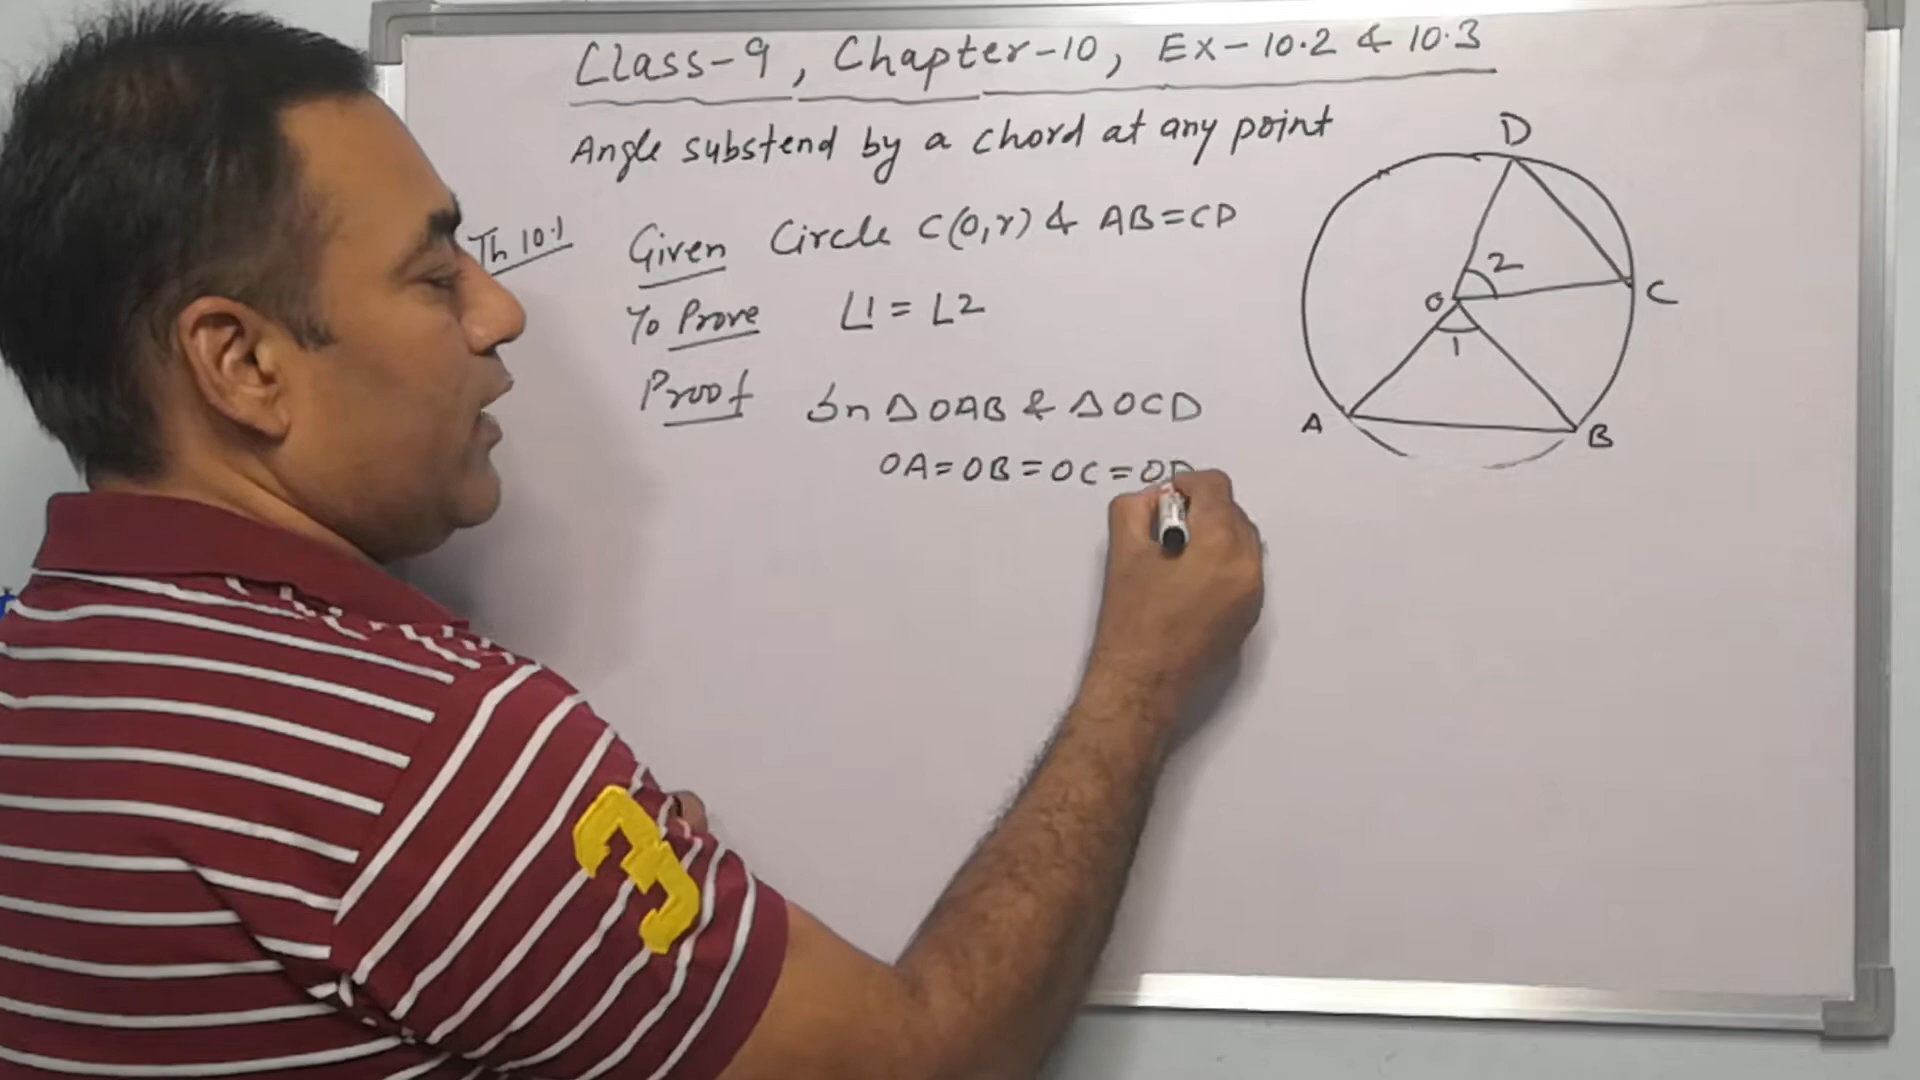 Class-9, Chapter-10, Ex-10.2 & 10.3
Angle substend by a chord at any point
Th 10.1
Given Circle C(O,r) & AB=CD
To Prove ∠1 = ∠2
Proof In △OAB & △OCD
OA=OB=OC=OD
D
2
O
C
1
A
B
3